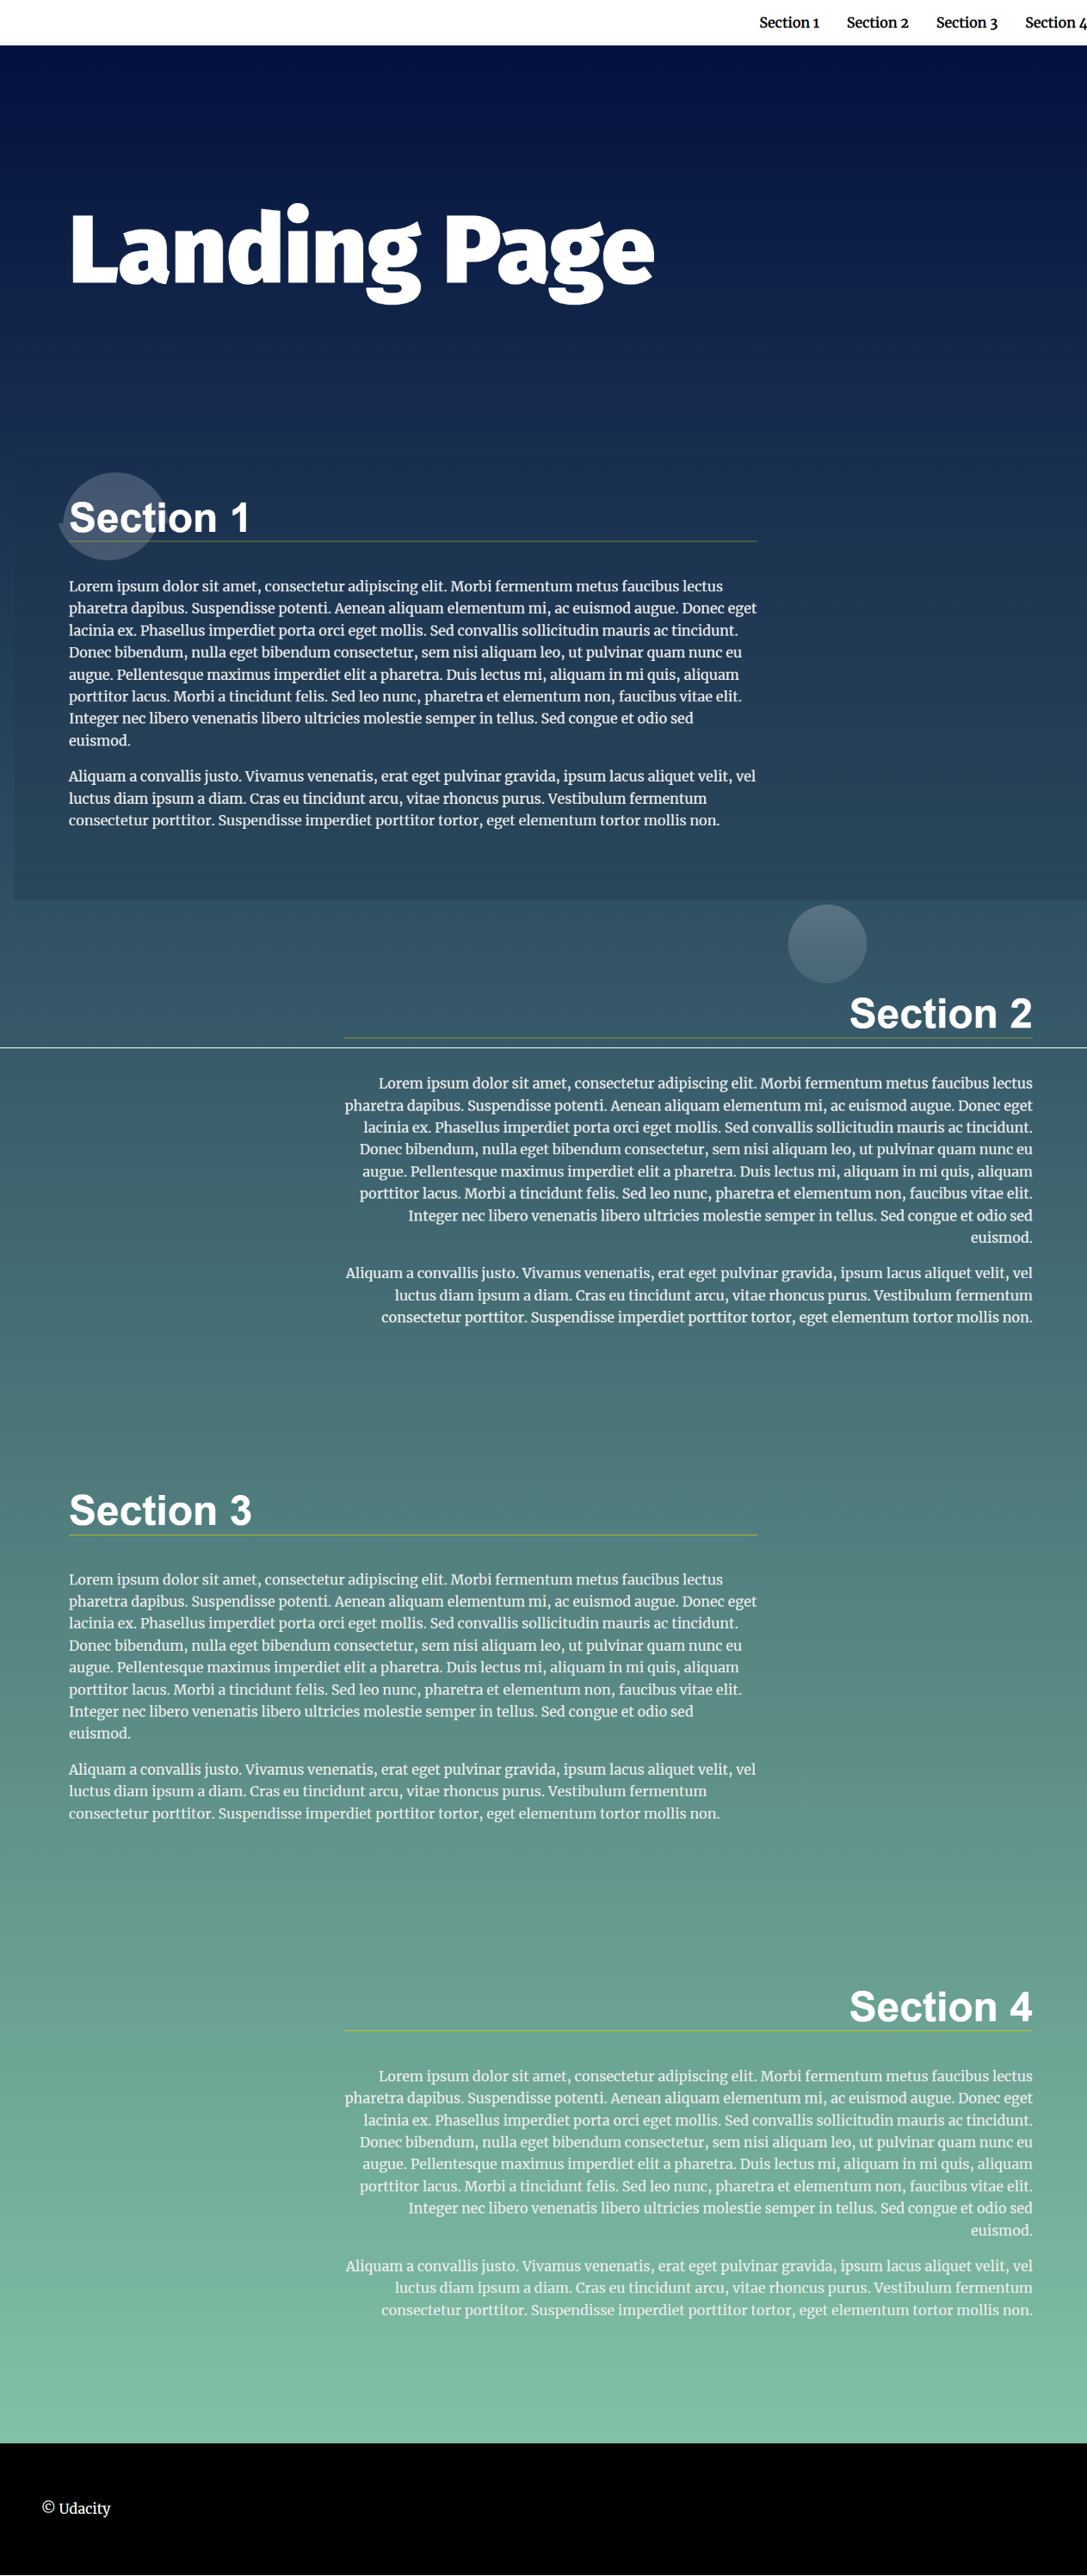 Section 1 Section 2 Section 3 Section 4
Landing Page
Section 1
Lorem ipsum dolor sit amet, consectetur adipiscing elit. Morbi fermentum metus faucibus lectus
pharetra dapibus. Suspendisse potenti. Aenean aliquam elementum mi, ac euismod augue. Donec eget
lacinia ex. Phasellus imperdiet porta orci eget mollis. Sed convallis sollicitudin mauris ac tincidunt.
Donec bibendum, nulla eget bibendum consectetur, sem nisi aliquam leo, ut pulvinar quam nunc eu
augue. Pellentesque maximus imperdiet elit a pharetra. Duis lectus mi, aliquam in mi quis, aliquam
porttitor lacus. Morbi a tincidunt felis. Sed leo nunc, pharetra et elementum non, faucibus vitae elit.
Integer nec libero venenatis libero ultricies molestie semper in tellus. Sed congue et odio sed
euismod.
Aliquam a convallis justo. Vivamus venenatis, erat eget pulvinar gravida, ipsum lacus aliquet velit, vel
luctus diam ipsum a diam. Cras eu tincidunt arcu, vitae rhoncus purus. Vestibulum fermentum
consectetur porttitor. Suspendisse imperdiet porttitor tortor, eget elementum tortor mollis non.
Section 2
Lorem ipsum dolor sit amet, consectetur adipiscing elit. Morbi fermentum metus faucibus lectus
pharetra dapibus. Suspendisse potenti. Aenean aliquam elementum mi, ac euismod augue. Donec eget
lacinia ex. Phasellus imperdiet porta orci eget mollis. Sed convallis sollicitudin mauris ac tincidunt.
Donec bibendum, nulla eget bibendum consectetur, sem nisi aliquam leo, ut pulvinar quam nunc eu
augue. Pellentesque maximus imperdiet elit a pharetra. Duis lectus mi, aliquam in mi quis, aliquam
porttitor lacus. Morbi a tincidunt felis. Sed leo nunc, pharetra et elementum non, faucibus vitae elit.
Integer nec libero venenatis libero ultricies molestie semper in tellus. Sed congue et odio sed
euismod.
Aliquam a convallis justo. Vivamus venenatis, erat eget pulvinar gravida, ipsum lacus aliquet velit, vel
luctus diam ipsum a diam. Cras eu tincidunt arcu, vitae rhoncus purus. Vestibulum fermentum
consectetur porttitor. Suspendisse imperdiet porttitor tortor, eget elementum tortor mollis non.
Section 3
Lorem ipsum dolor sit amet, consectetur adipiscing elit. Morbi fermentum metus faucibus lectus
pharetra dapibus. Suspendisse potenti. Aenean aliquam elementum mi, ac euismod augue. Donec eget
lacinia ex. Phasellus imperdiet porta orci eget mollis. Sed convallis sollicitudin mauris ac tincidunt.
Donec bibendum, nulla eget bibendum consectetur, sem nisi aliquam leo, ut pulvinar quam nunc eu
augue. Pellentesque maximus imperdiet elit a pharetra. Duis lectus mi, aliquam in mi quis, aliquam
porttitor lacus. Morbi a tincidunt felis. Sed leo nunc, pharetra et elementum non, faucibus vitae elit.
Integer nec libero venenatis libero ultricies molestie semper in tellus. Sed congue et odio sed
euismod.
Aliquam a convallis justo. Vivamus venenatis, erat eget pulvinar gravida, ipsum lacus aliquet velit, vel
luctus diam ipsum a diam. Cras eu tincidunt arcu, vitae rhoncus purus. Vestibulum fermentum
consectetur porttitor. Suspendisse imperdiet porttitor tortor, eget elementum tortor mollis non.
Section 4
Lorem ipsum dolor sit amet, consectetur adipiscing elit. Morbi fermentum metus faucibus lectus
pharetra dapibus. Suspendisse potenti. Aenean aliquam elementum mi, ac euismod augue. Donec eget
lacinia ex. Phasellus imperdiet porta orci eget mollis. Sed convallis sollicitudin mauris ac tincidunt.
Donec bibendum, nulla eget bibendum consectetur, sem nisi aliquam leo, ut pulvinar quam nunc eu
augue. Pellentesque maximus imperdiet elit a pharetra. Duis lectus mi, aliquam in mi quis, aliquam
porttitor lacus. Morbi a tincidunt felis. Sed leo nunc, pharetra et elementum non, faucibus vitae elit.
Integer nec libero venenatis libero ultricies molestie semper in tellus. Sed congue et odio sed
euismod.
Aliquam a convallis justo. Vivamus venenatis, erat eget pulvinar gravida, ipsum lacus aliquet velit, vel
luctus diam ipsum a diam. Cras eu tincidunt arcu, vitae rhoncus purus. Vestibulum fermentum
consectetur porttitor. Suspendisse imperdiet porttitor tortor, eget elementum tortor mollis non.
© Udacity